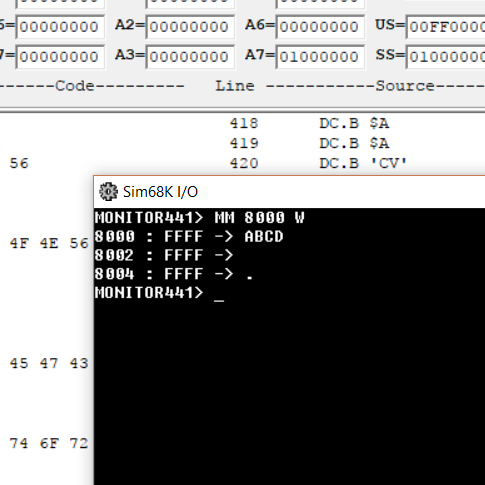 6= 00000000 A2= 00000000 A6= 00000000 US= 00FF0000
7= 00000000 A3= 00000000 A7= 01000000 SS= 01000000
------Code--------- Line -----------Source-----
418 DC.B $A
419 DC.B $A
56 420 DC.B 'CV'
Sim68K I/O
MONITOR441> MM 8000 W
8000 : FFFF -> ABCD
4F 4E 56
8002 : FFFF ->
8004 : FFFF -> .
MONITOR441> _
45 47 43
74 6F 72